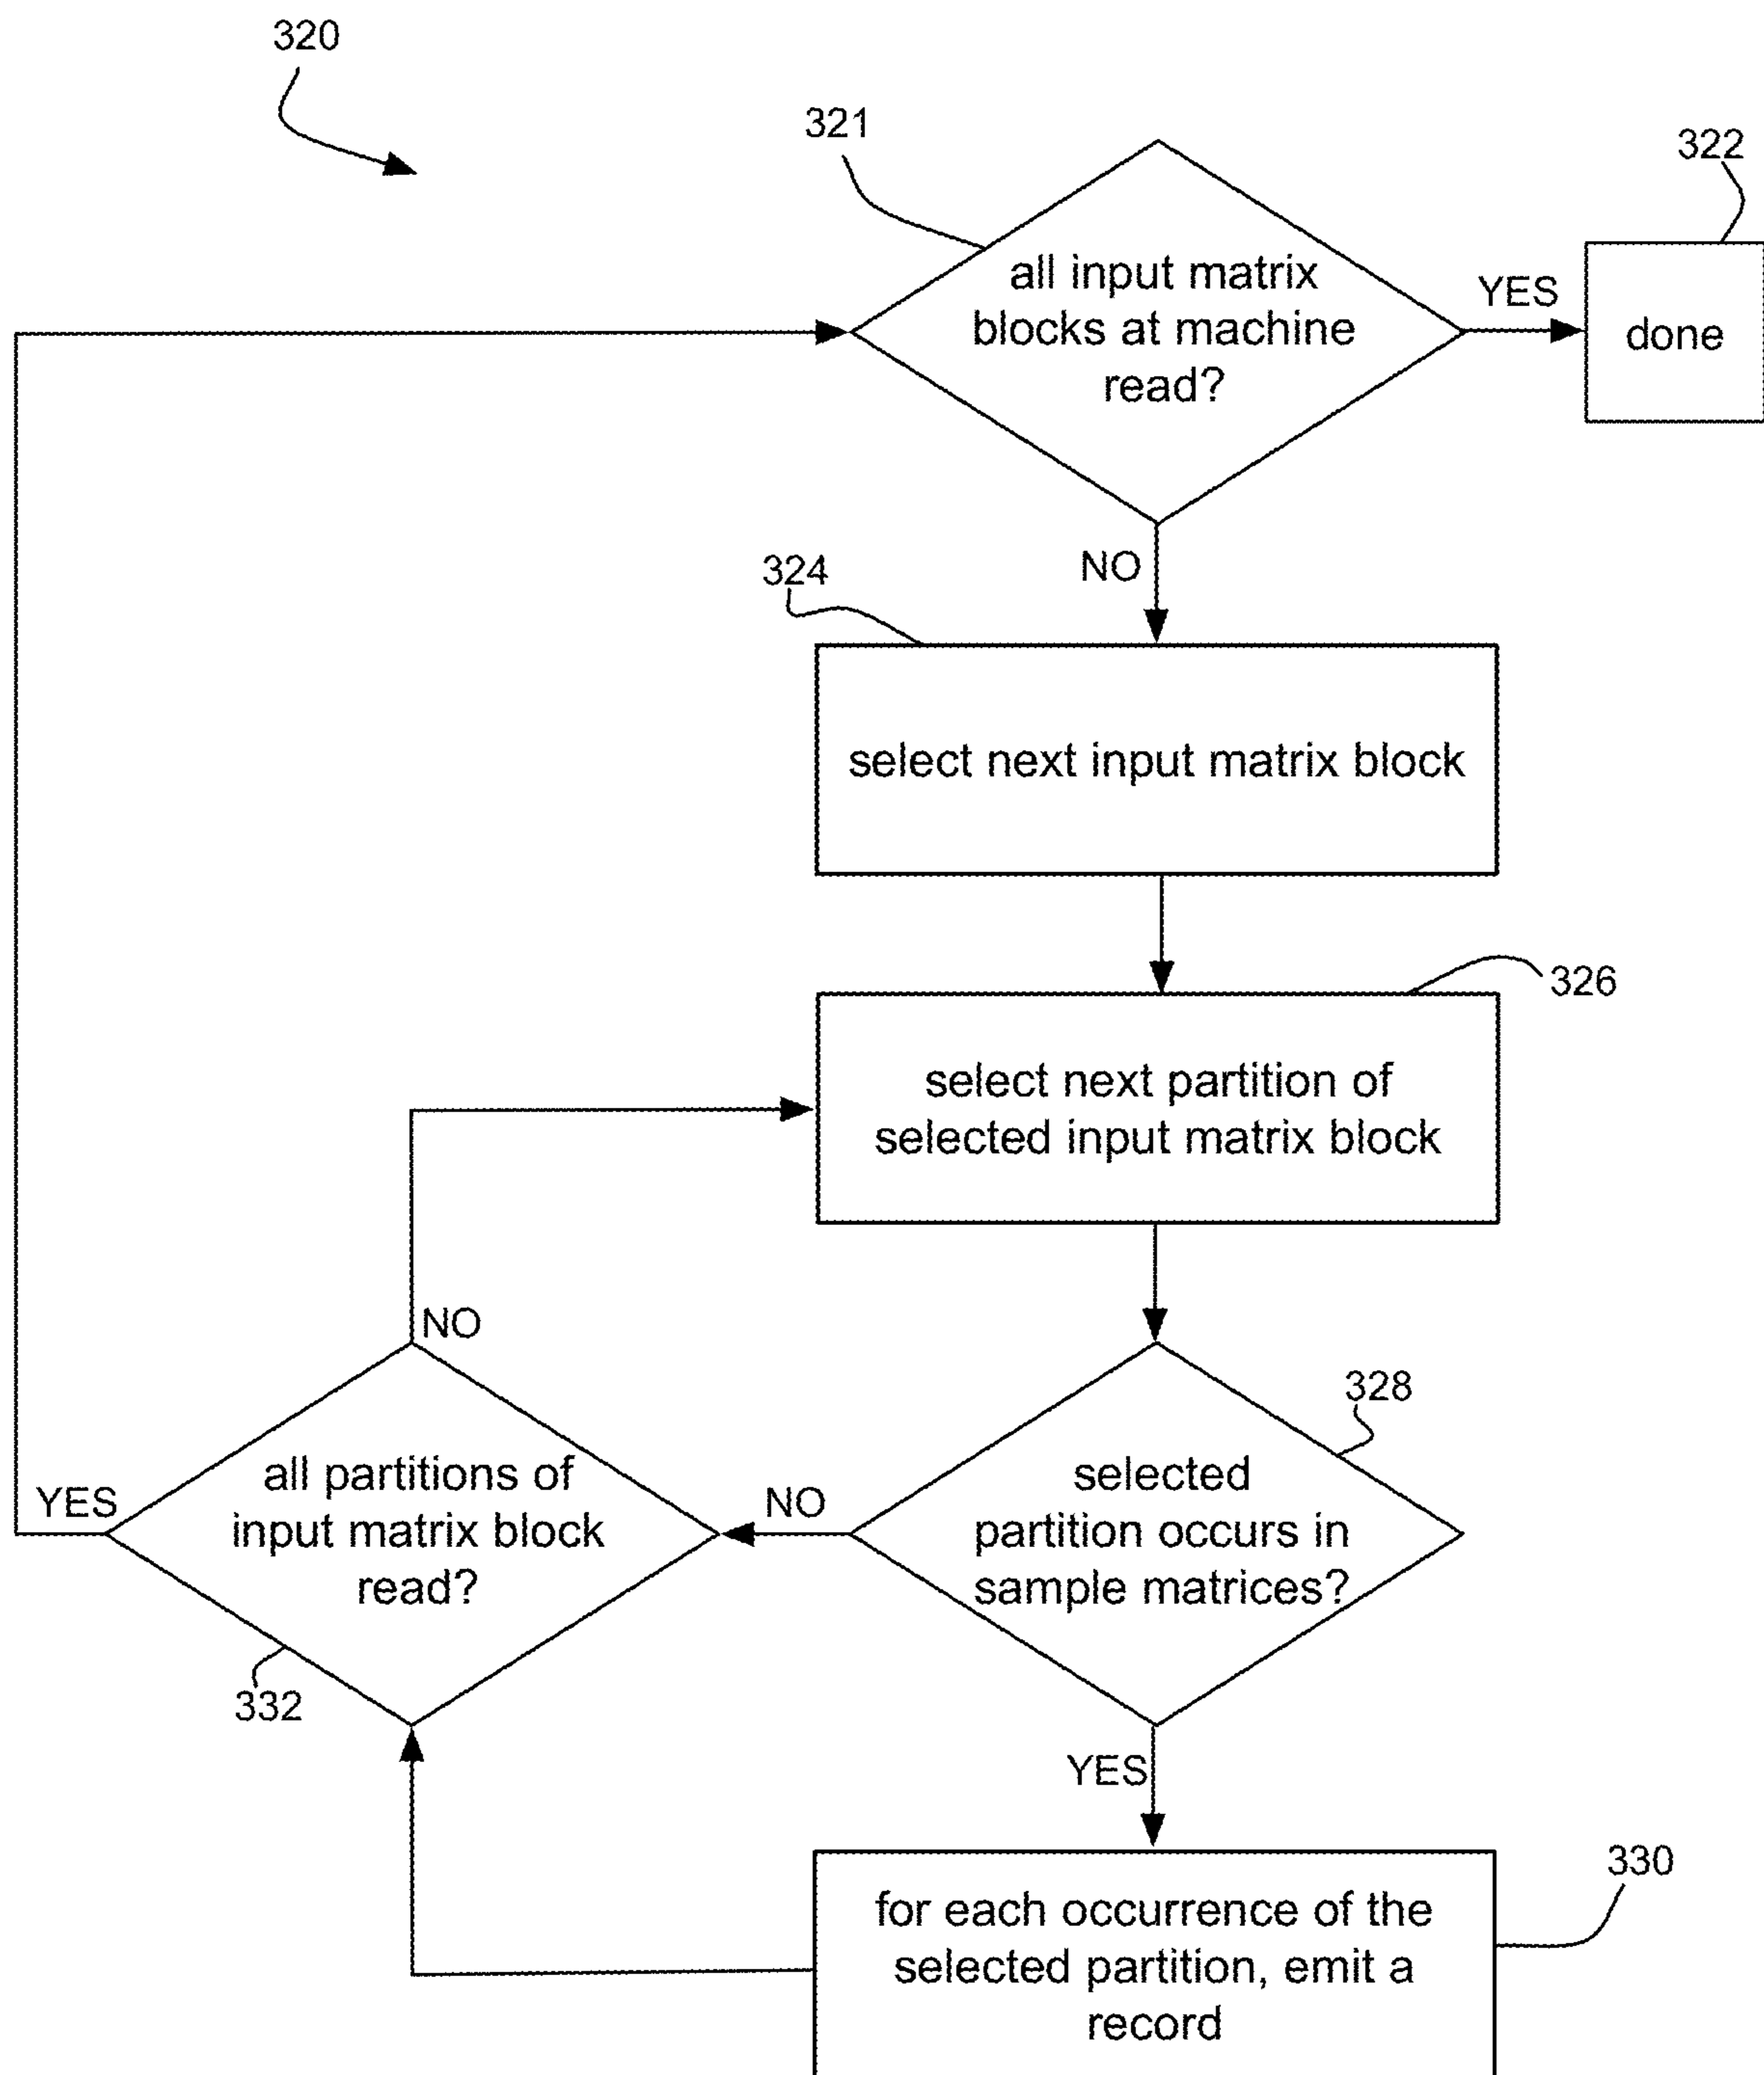 320
321
322
all input matrix
blocks at machine
read?
YES
done
NO
324
select next input matrix block
326
select next partition of
selected input matrix block
NO
328
YES
all partitions of
input matrix block
read?
NO
selected
partition occurs in
sample matrices?
332
YES
330
for each occurrence of the
selected partition, emit a
record